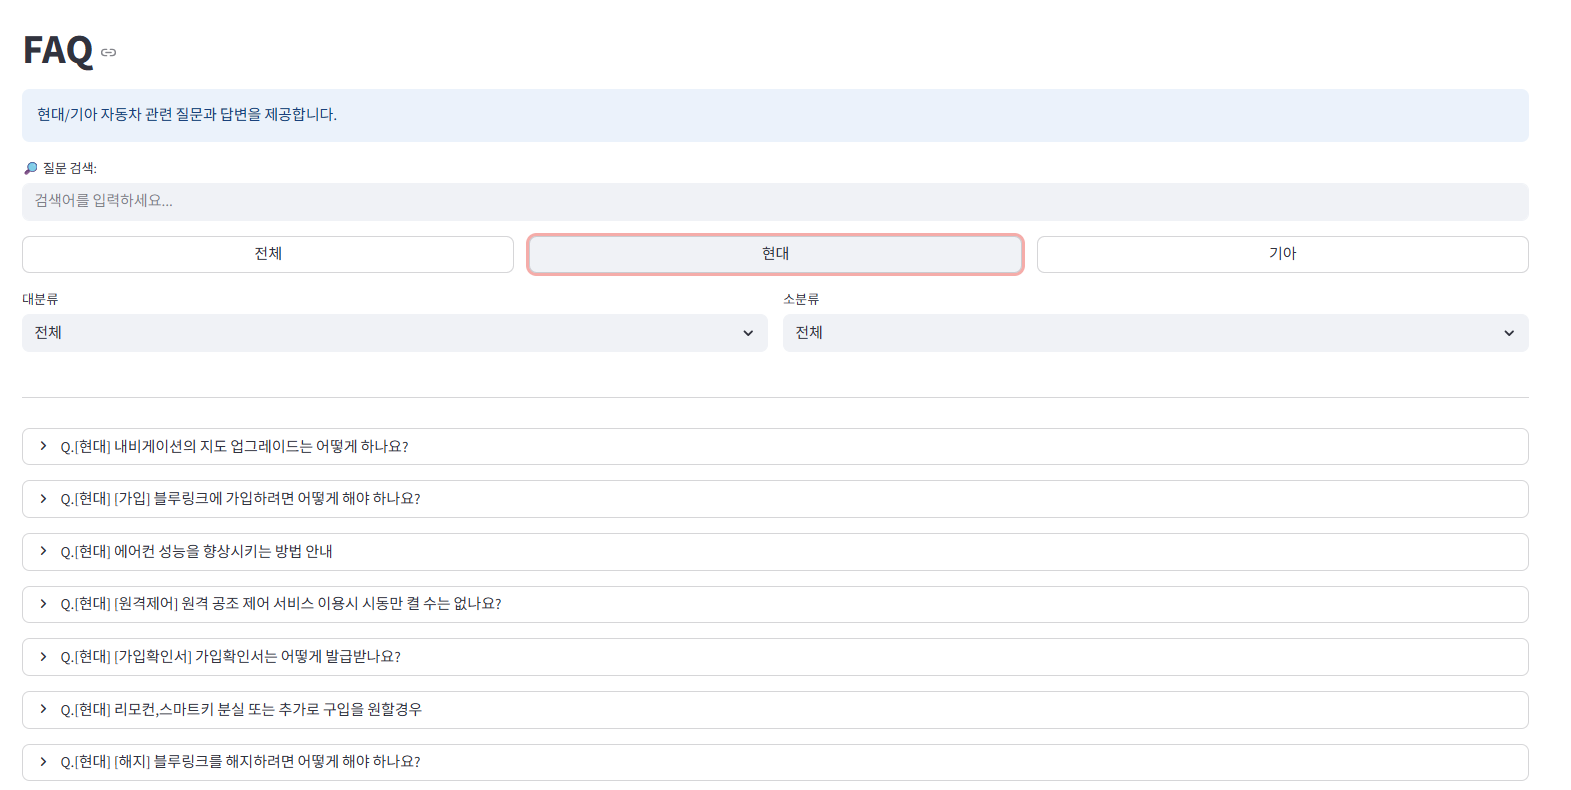 FAQ
현대/기아 자동차 관련 질문과 답변을 제공합니다.
질문 검색:
검색어를 입력하세요...
전체 현대 기아
대분류 소분류
전체 전체
Q.[현대] 내비게이션의 지도 업그레이드는 어떻게 하나요?
Q.[현대] [가입] 블루링크에 가입하려면 어떻게 해야 하나요?
Q.[현대] 에어컨 성능을 향상시키는 방법 안내
Q.[현대] [원격제어] 원격 공조 제어 서비스 이용시 시동만 켤 수는 없나요?
Q.[현대] [가입확인서] 가입확인서는 어떻게 발급받나요?
Q.[현대] 리모컨,스마트키 분실 또는 추가로 구입을 원할경우
Q.[현대] [해지] 블루링크를 해지하려면 어떻게 해야 하나요?